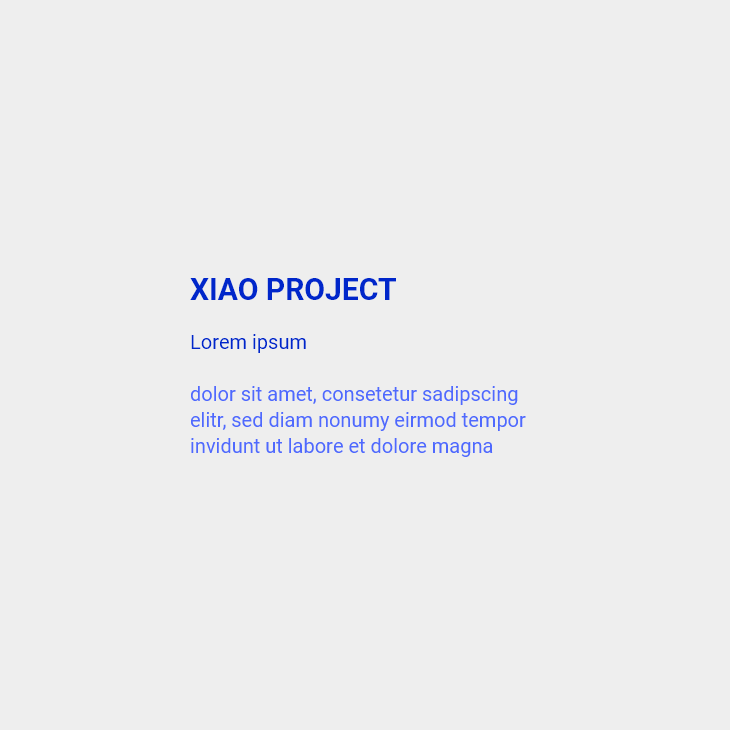 XIAO PROJECT
Lorem ipsum
dolor sit amet, consetetur sadipscing
elitr, sed diam nonumy eirmod tempor
invidunt ut labore et dolore magna